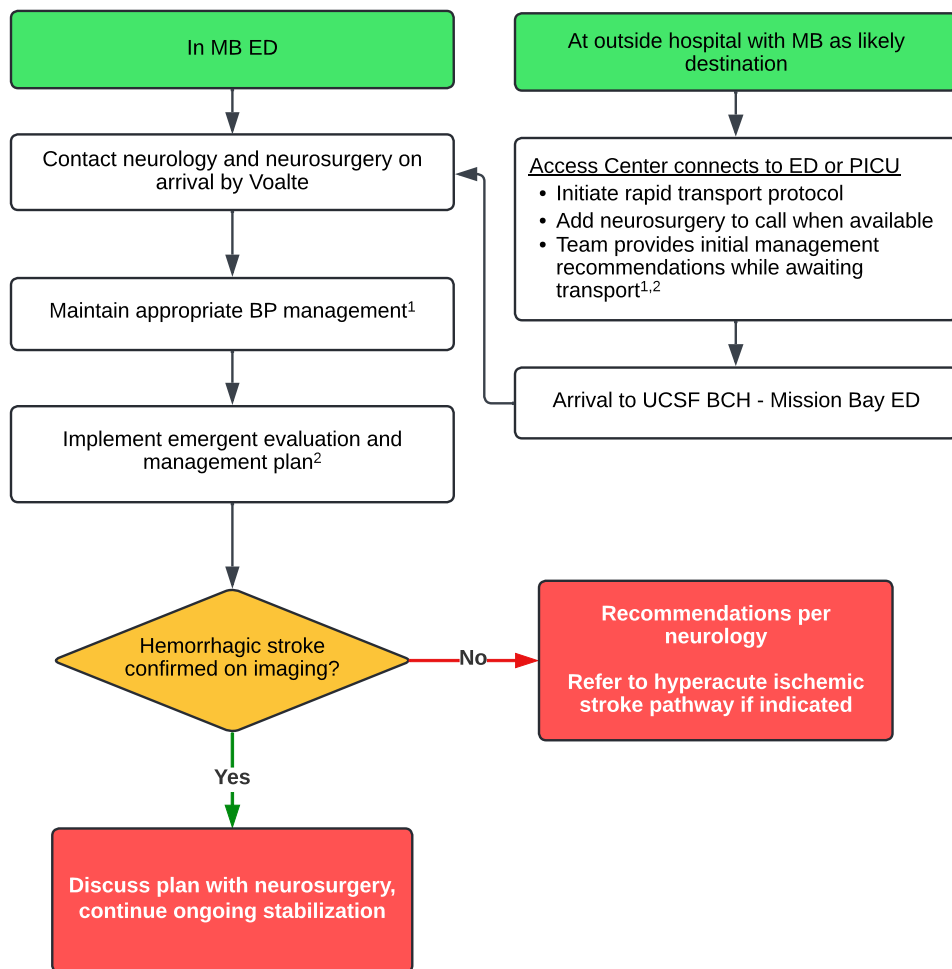 In MB ED
At outside hospital with MB as likely
destination
Contact neurology and neurosurgery on
arrival by Voalte
Access Center connects to ED or PICU
• Initiate rapid transport protocol
• Add neurosurgery to call when available
• Team provides initial management
recommendations while awaiting
transport1,2
Maintain appropriate BP management1
Arrival to UCSF BCH - Mission Bay ED
Implement emergent evaluation and
management plan2
Hemorrhagic stroke
confirmed on imaging?
No
Recommendations per
neurology
Refer to hyperacute ischemic
stroke pathway if indicated
Yes
Discuss plan with neurosurgery,
continue ongoing stabilization